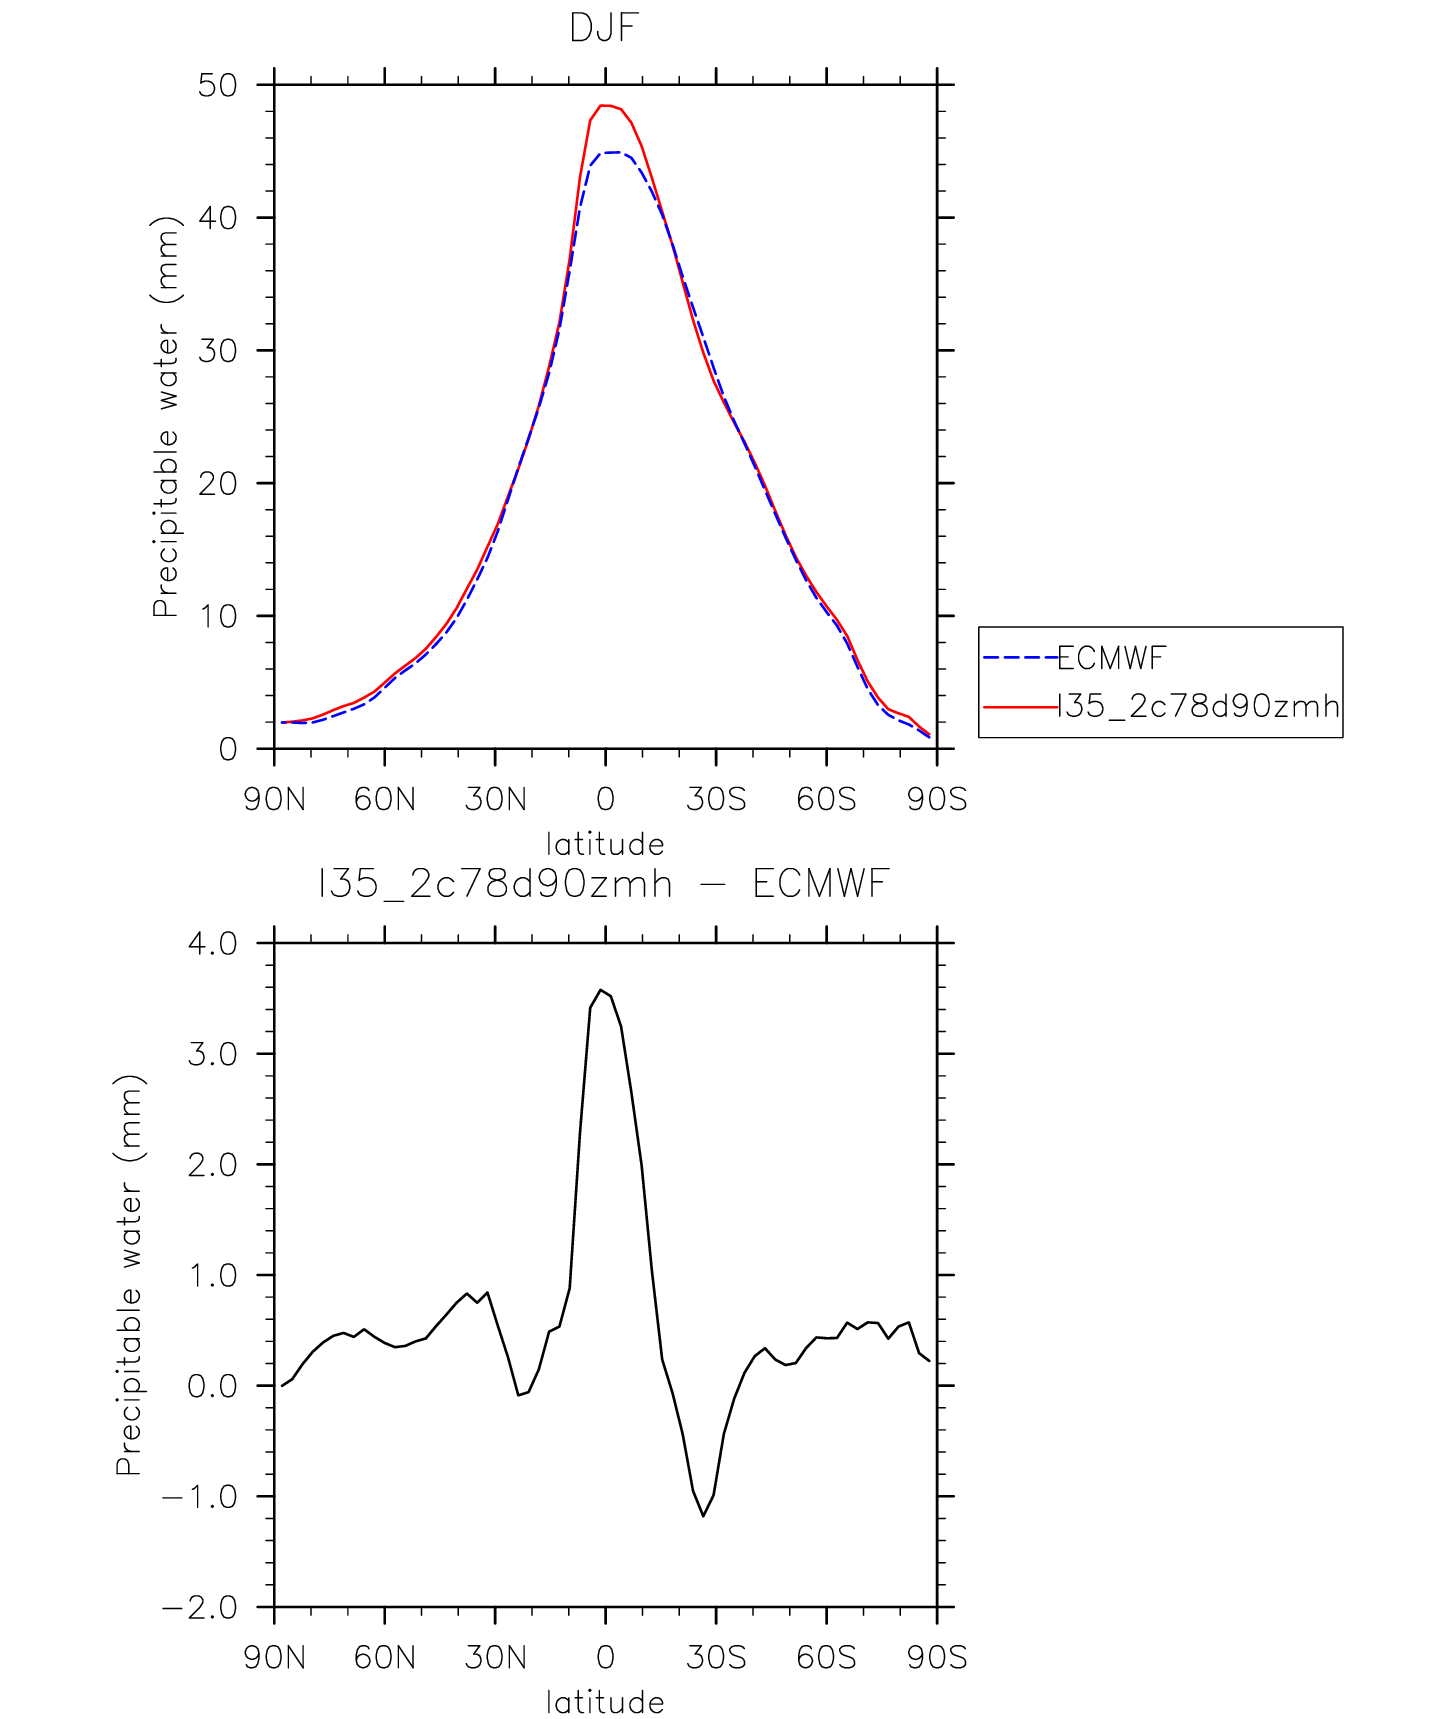 DJF
50
40
30
20
10
0
Precipitable water (mm)
90N 60N 30N 0 30S 60S 90S
latitude
ECMWF
I35_2c78d90zmh
I35_2c78d90zmh − ECMWF
4.0
3.0
2.0
1.0
0.0
−1.0
−2.0
Precipitable water (mm)
90N 60N 30N 0 30S 60S 90S
latitude